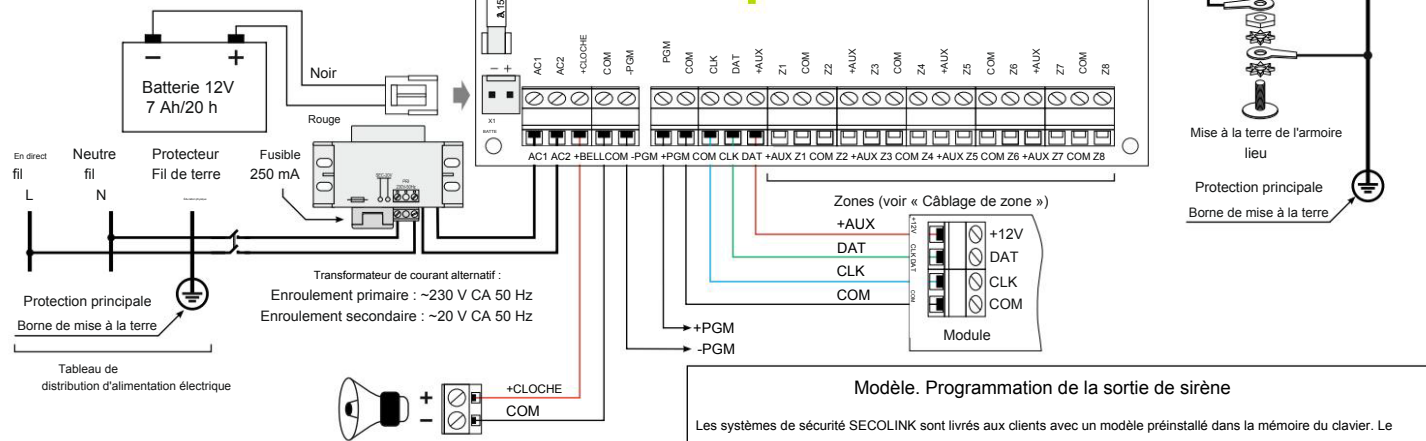 Batterie 12V
7 Ah/20 h
Noir
Rouge
A 15
X1
BATTE
AC1 AC2 +CLOCHE COM -PGM PGM COM CLK DAT +AUX Z1 COM Z2 +AUX Z3 COM Z4 +AUX Z5 COM Z6 +AUX Z7 COM Z8
AC1 AC2 +BELLCOM -PGM +PGM COM CLK DAT +AUX Z1 COM Z2 +AUX Z3 COM Z4 +AUX Z5 COM Z6 +AUX Z7 COM Z8
En direct
fil
L
Neutre
fil
N
Protecteur
Fil de terre
Fusible
250 mA
Mise à la terre de l'armoire
lieu
Protection principale
Borne de mise à la terre
Zones (voir « Câblage de zone »)
+AUX
DAT
CLK
COM
+12V
CLK DAT
COM
+12V
DAT
CLK
COM
Module
Transformateur de courant alternatif :
Enroulement primaire : ~230 V CA 50 Hz
Enroulement secondaire : ~20 V CA 50 Hz
Protection principale
Borne de mise à la terre
Tableau de
distribution d'alimentation électrique
+PGM
-PGM
+CLOCHE
COM
Modèle. Programmation de la sortie de sirène
Les systèmes de sécurité SECOLINK sont livrés aux clients avec un modèle préinstallé dans la mémoire du clavier. Le